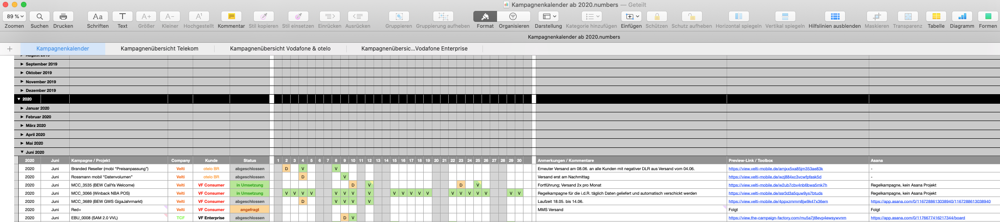 Kampagnenkalender ab 2020.numbers — Geteilt
89 %
Zoomen Suchen Drucken Schriften Text Größer Kleiner Hochgestellt Kommentar Stil kopieren Stil einsetzen Einrücken Ausrücken Gruppieren Gruppierung aufheben Format Organisieren Darstellung Kategorie hinzufügen Einfügen Schützen Schutz aufheben Horizontal spiegeln Vertikal spiegeln Hilfslinien ausblenden Maskieren Transparenz Tabelle Diagramm Formen
Kampagnenkalender ab 2020.numbers
Kampagnenkalender Kampagnenübersicht Telekom Kampagnenübersicht Vodafone & otelo Kampagnenübersic...Vodafone Enterprise
August 2019
September 2019
Oktober 2019
November 2019
Dezember 2019
2020
Januar 2020
Februar 2020
März 2020
April 2020
Mai 2020
Juni 2020
2020 Juni Kampagne / Projekt Company Kunde Status 1 2 3 4 5 6 7 8 9 10 11 12 13 14 15 16 17 18 19 20 21 22 23 24 25 26 27 28 29 30 Anmerkungen / Kommentare Preview-Link / Toolbox Asana
2020 Juni Branded Reseller (mobi “Preisanpassung”) Velti otelo BR abgeschlossen D V V Erneuter Versand am 08.06. an alle Kunden mit negativer DLR aus Versand vom 04.06. https://view.velti-mobile.de/amjxx5xa85jm353ae83k -
2020 Juni Rossmann mobil “Datenvolumen” Velti otelo BR abgeschlossen D V Versand erst am Nachmittag https://view.velti-mobile.de/wzj884xc3vcwfpfask5d -
2020 Juni MCC_3535 (BEW CallYa Welcome) Velti VF Consumer in Umsetzung D V D V Fortführung; Versand 2x pro Monat https://view.velti-mobile.de/w2ub7cbv4nb6bwa5mk7h Regelkampagne, kein Asana Projekt
2020 Juni MCC_3066 (Winback NBA POS) Velti VF Consumer in Umsetzung V V V V V V V V V V V V V V V V V V V V Regelkampagne für die i.d.R. täglich Daten geliefert und automatisch verschickt werden https://view.velti-mobile.de/ssr3d3a5quw9ys7btuds Regelkampagne, kein Asana Projekt
2020 Juni MCC_3689 (BEW GWS GigaJahrmarkt) Velti VF Consumer abgeschlossen D V V V V Laufzeit 18.05. bis 14.06. https://view.velti-mobile.de/4ppxzmmm8jw9k47x36em https://app.asana.com/0/1167288613038940/1167288613038940
2020 Juni Red+ Velti VF Consumer angefragt MMS Versand Folgt Folgt
2020 Juni EBU_0008 (SAM 2.0 VVL) TCF VF Enterprise abgeschlossen D V https://view.the-campaign-factory.com/mu5a7jt8evp4ewsywvnm https://app.asana.com/0/1176677416217344/board